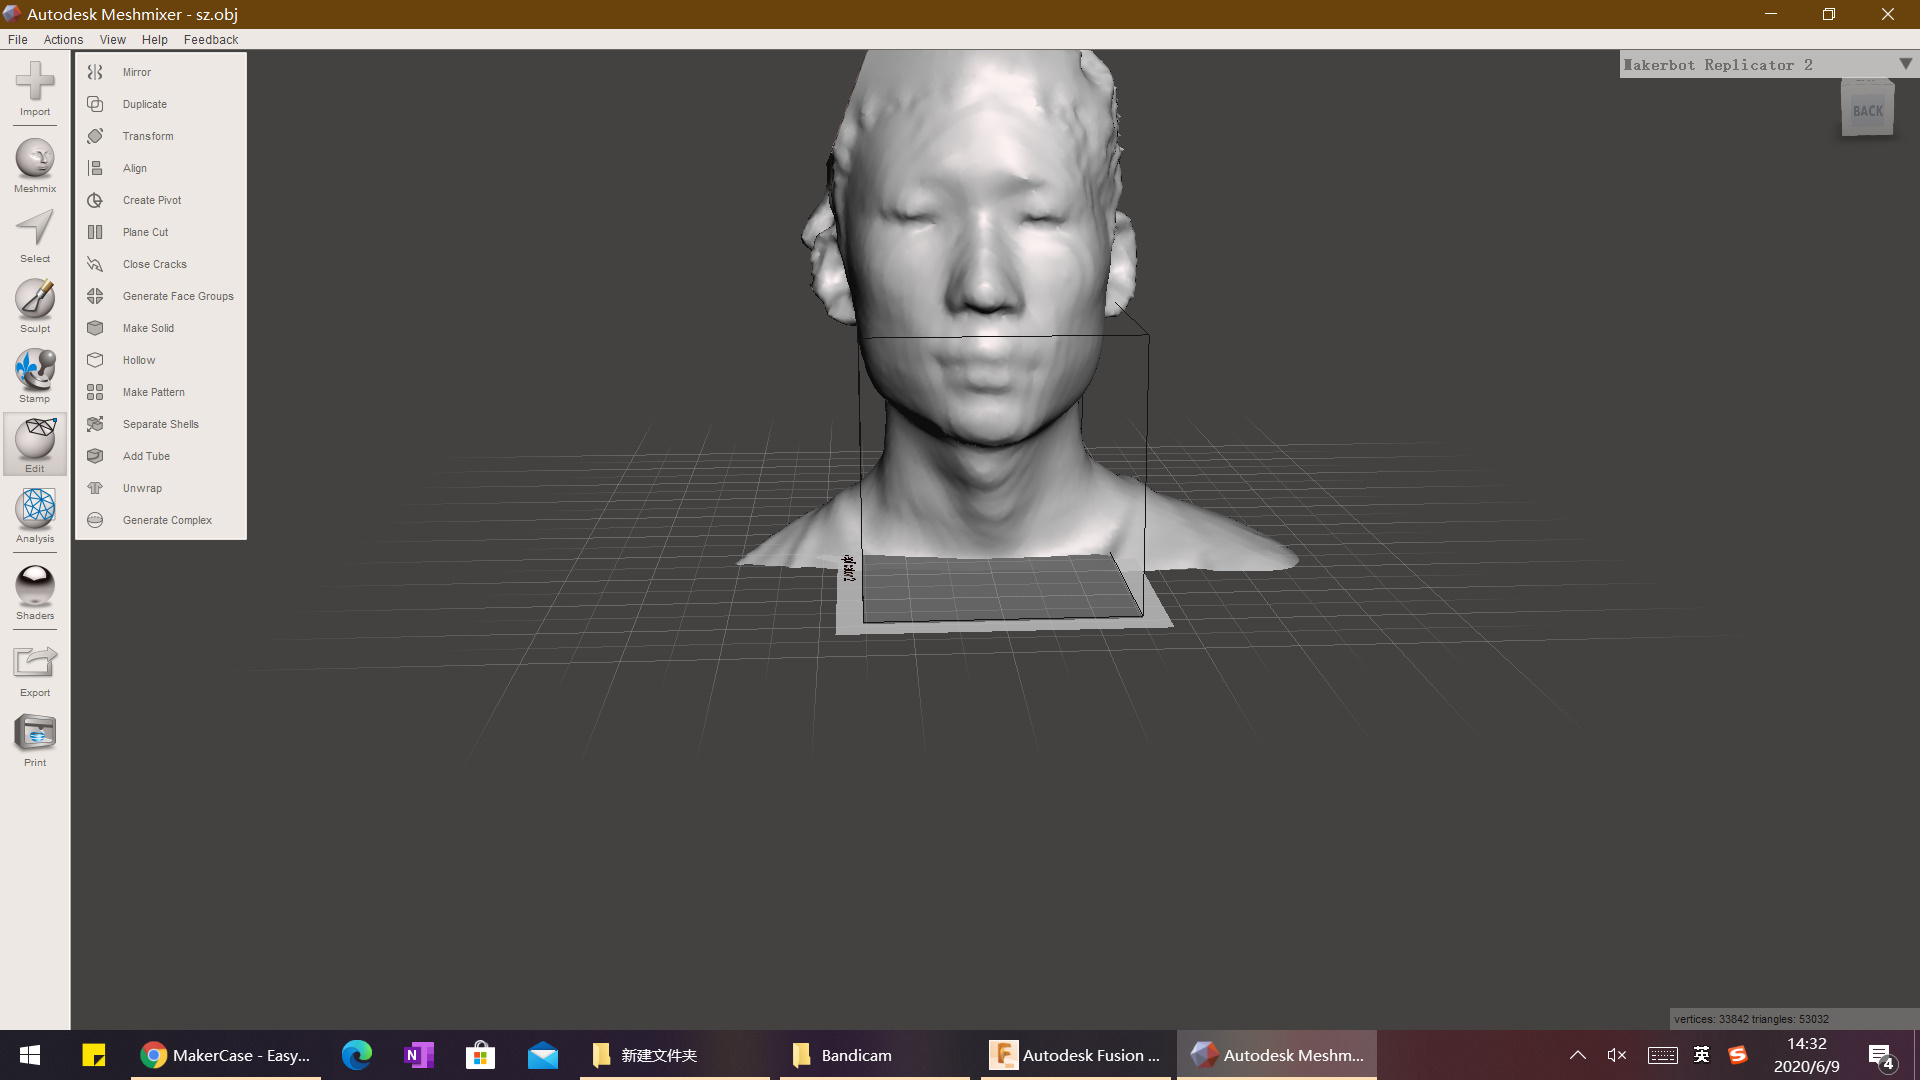 Autodesk Meshmixer - sz.obj
File Actions View Help Feedback
Import
Meshmix
Select
Sculpt
Stamp
Edit
Analysis
Shaders
Export
Print
Mirror
Duplicate
Transform
Align
Create Pivot
Plane Cut
Close Cracks
Generate Face Groups
Make Solid
Hollow
Make Pattern
Separate Shells
Add Tube
Unwrap
Generate Complex
Makerbot Replicator 2
BACK
vertices: 33842 triangles: 53032
MakerCase - Easy...
新建文件夹
Bandicam
Autodesk Fusion ...
Autodesk Meshm...
英
14:32
2020/6/9
4